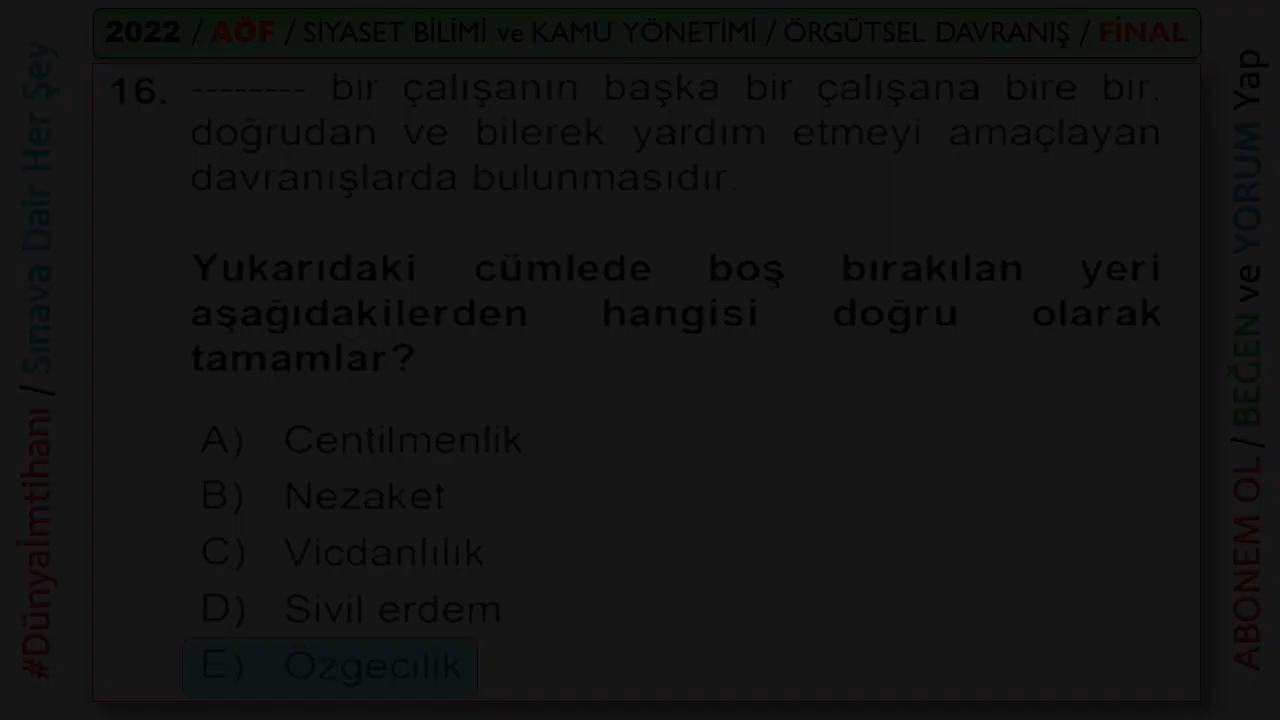 2022 / AÖF / SİYASET BİLİMİ ve KAMU YÖNETİMİ / ÖRGÜTSEL DAVRANIŞ / FİNAL
#Dünyaimtihanı / Sınava Dair Her Şey
16. -------- bir çalışanın başka bir çalışana bire bir,
doğrudan ve bilerek yardım etmeyi amaçlayan
davranışlarda bulunmasıdır.
Yukarıdaki cümlede boş bırakılan yeri
aşağıdakilerden hangisi doğru olarak
tamamlar?
A) Centilmenlik
B) Nezaket
C) Vicdanlılık
D) Sivil erdem
E) Özgecilik
ABONEM OL / BEĞEN ve YORUM Yap